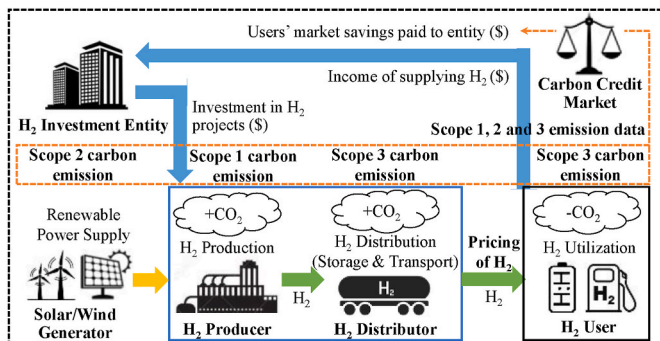 Users' market savings paid to entity ($)
Income of supplying H₂ ($)
Carbon Credit
Market
H₂ Investment Entity
Investment in H₂
projects ($)
Scope 1, 2 and 3 emission data
Scope 2 carbon
emission
Scope 1 carbon
emission
Scope 3 carbon
emission
Scope 3 carbon
emission
Renewable
Power Supply
+CO₂
+CO₂
-CO₂
H₂ Production
H₂ Distribution
(Storage & Transport)
Pricing
of H₂
H₂ Utilization
H₂
H₂
H₂
H
H₂
Solar/Wind
Generator
H₂ Producer
H₂ Distributor
H₂ User